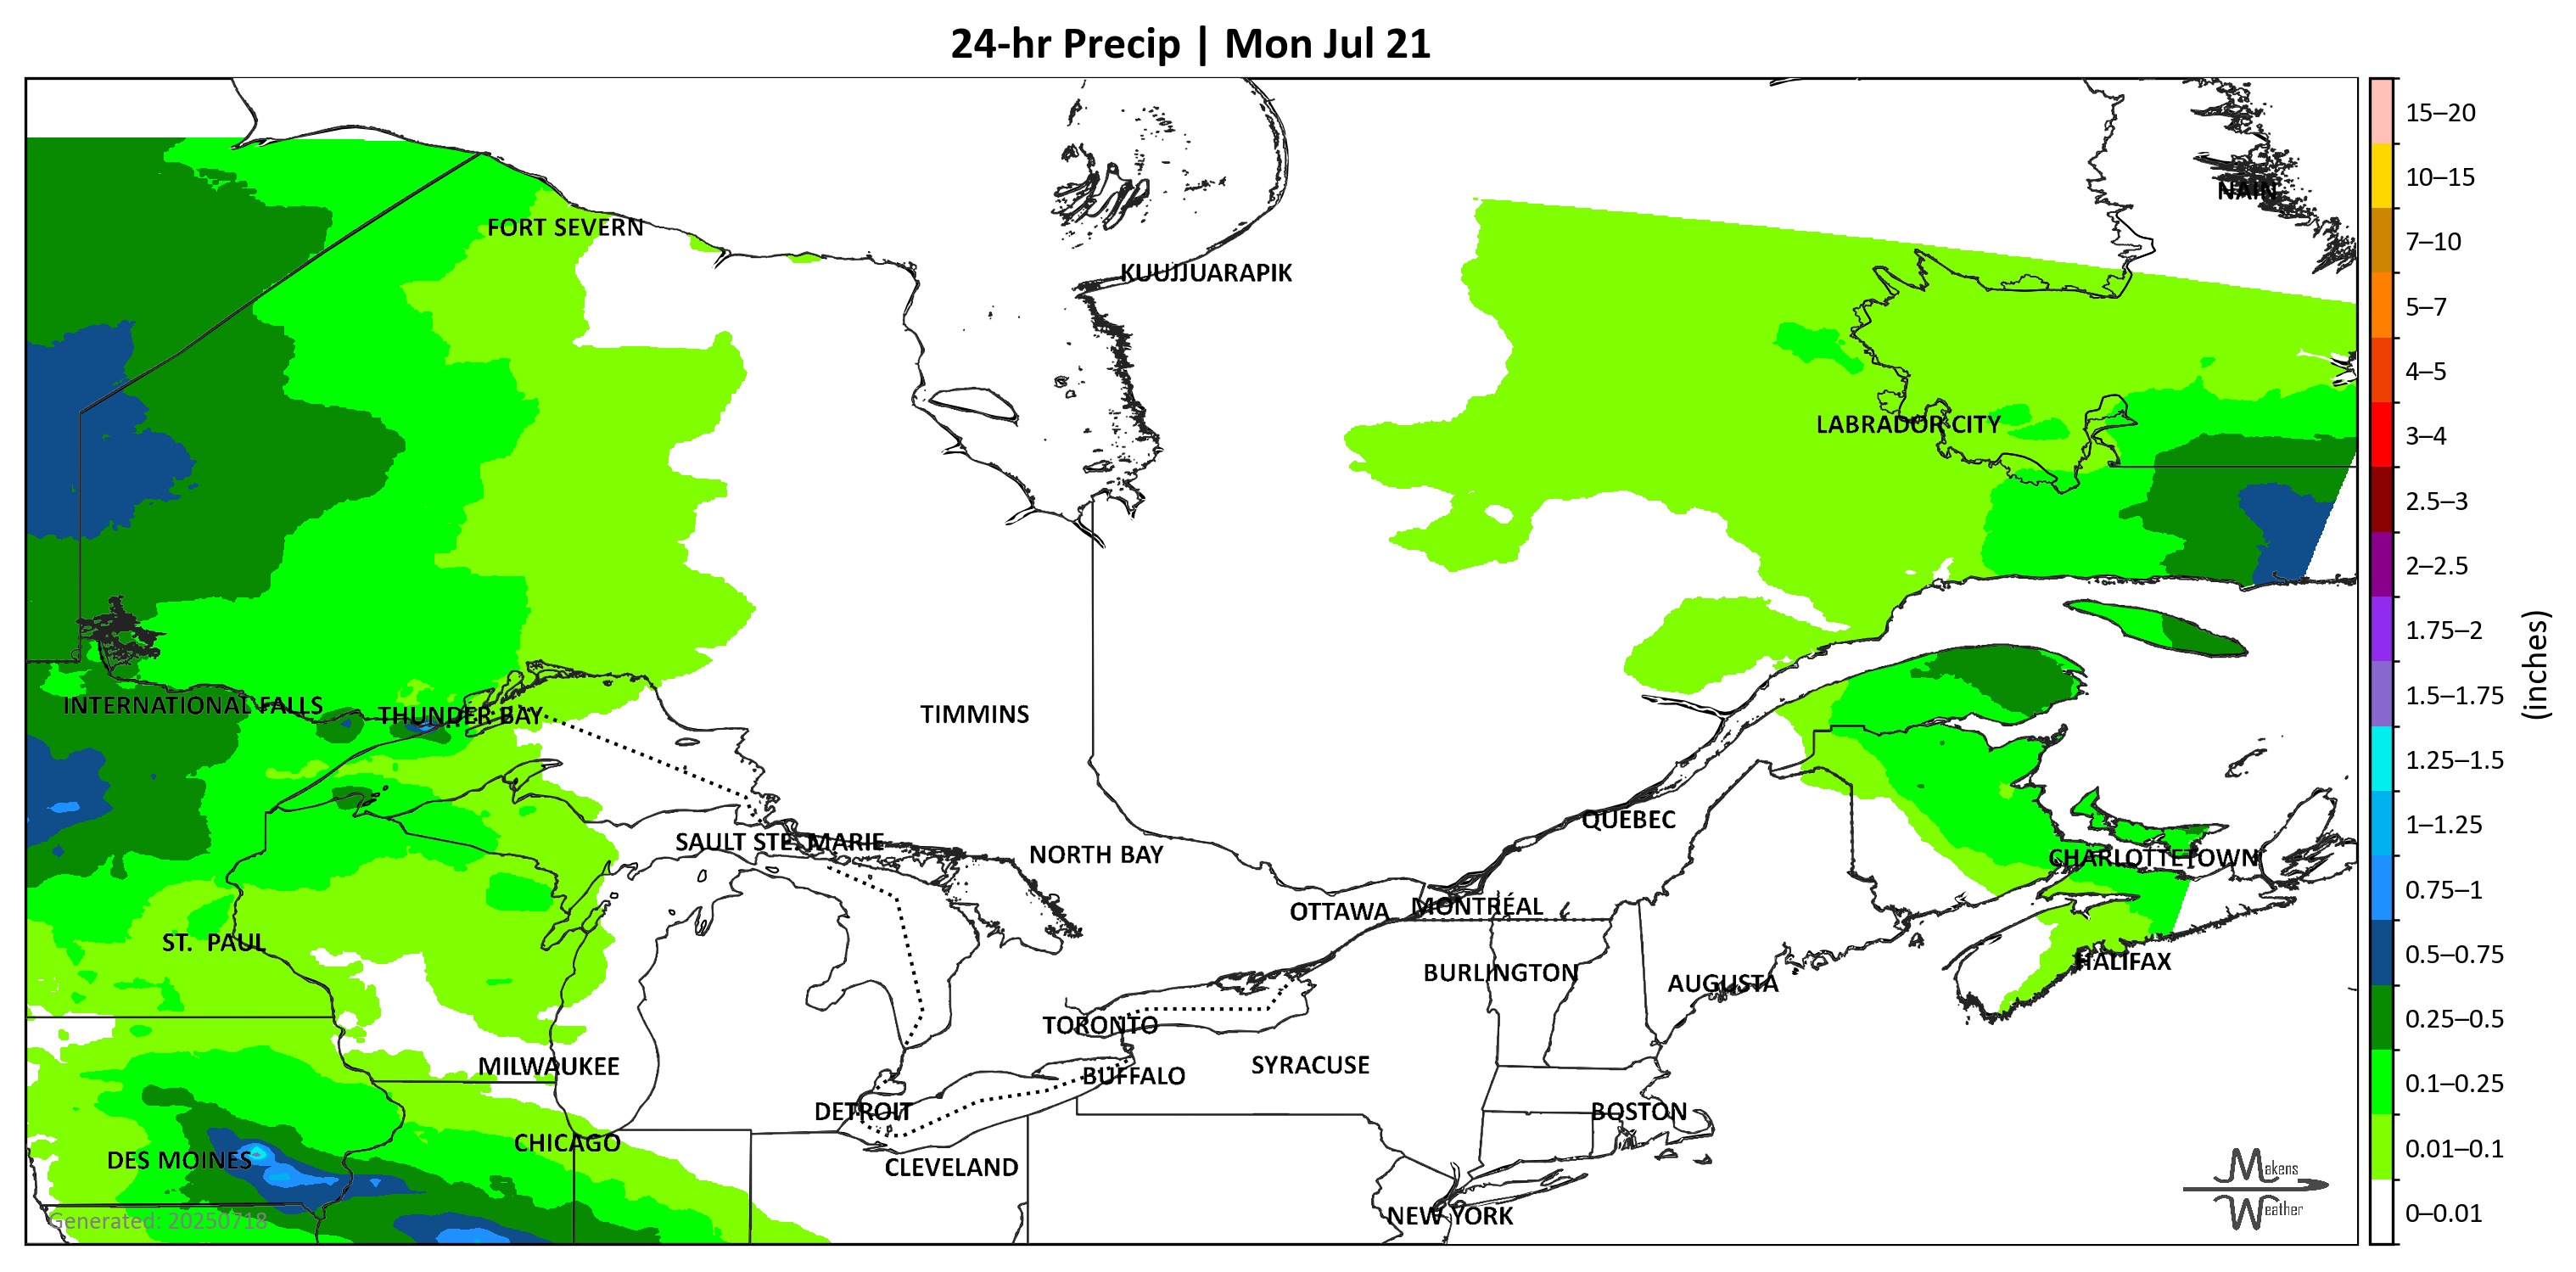 24-hr Precip | Mon Jul 21
NAIN
FORT SEVERN
KUUJJUARAPIK
LABRADOR CITY
INTERNATIONAL FALLS
THUNDER BAY
TIMMINS
QUEBEC
SAULT STE. MARIE
NORTH BAY
CHARLOTTETOWN
OTTAWA
MONTRÉAL
ST. PAUL
HALIFAX
BURLINGTON
AUGUSTA
TORONTO
MILWAUKEE
SYRACUSE
BUFFALO
DETROIT
BOSTON
CHICAGO
DES MOINES
CLEVELAND
NEW YORK
Generated: 20250718
Makens
Weather
15–20
10–15
7–10
5–7
4–5
3–4
2.5–3
2–2.5
1.75–2
1.5–1.75
1.25–1.5
1–1.25
0.75–1
0.5–0.75
0.25–0.5
0.1–0.25
0.01–0.1
0–0.01
(inches)